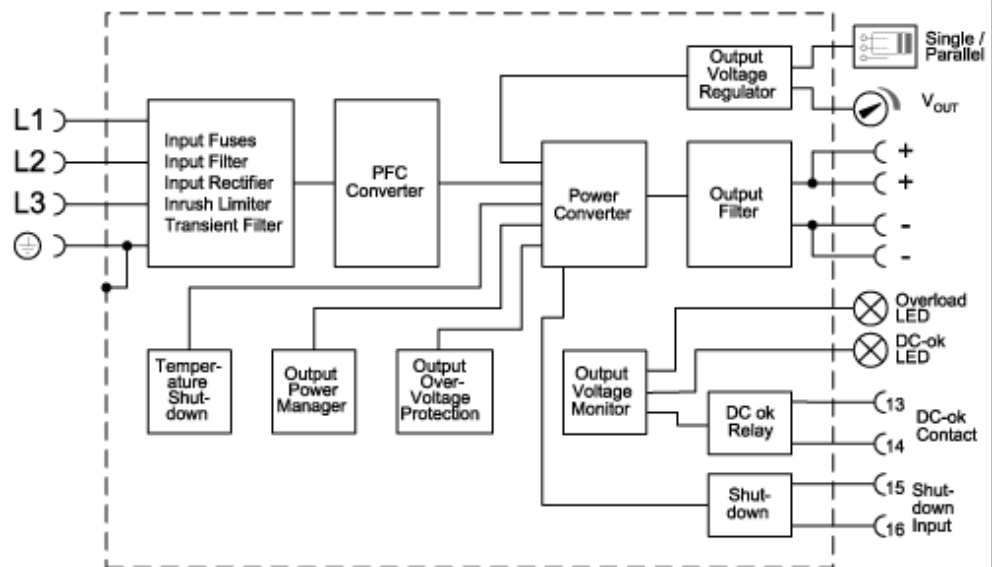 Output
Voltage
Regulator
Single /
Parallel
VOUT
L1
L2
L3
Input Fuses
Input Filter
Input Rectifier
Inrush Limiter
Transient Filter
PFC
Converter
Power
Converter
Output
Filter
+
+
-
-
Temper-
ature
Shut-
down
Output
Power
Manager
Output
Over-
Voltage
Protection
Output
Voltage
Monitor
Overload
LED
DC-ok
LED
DC ok
Relay
13
14
DC-ok
Contact
Shut-
down
15
16
Shut-
down
Input